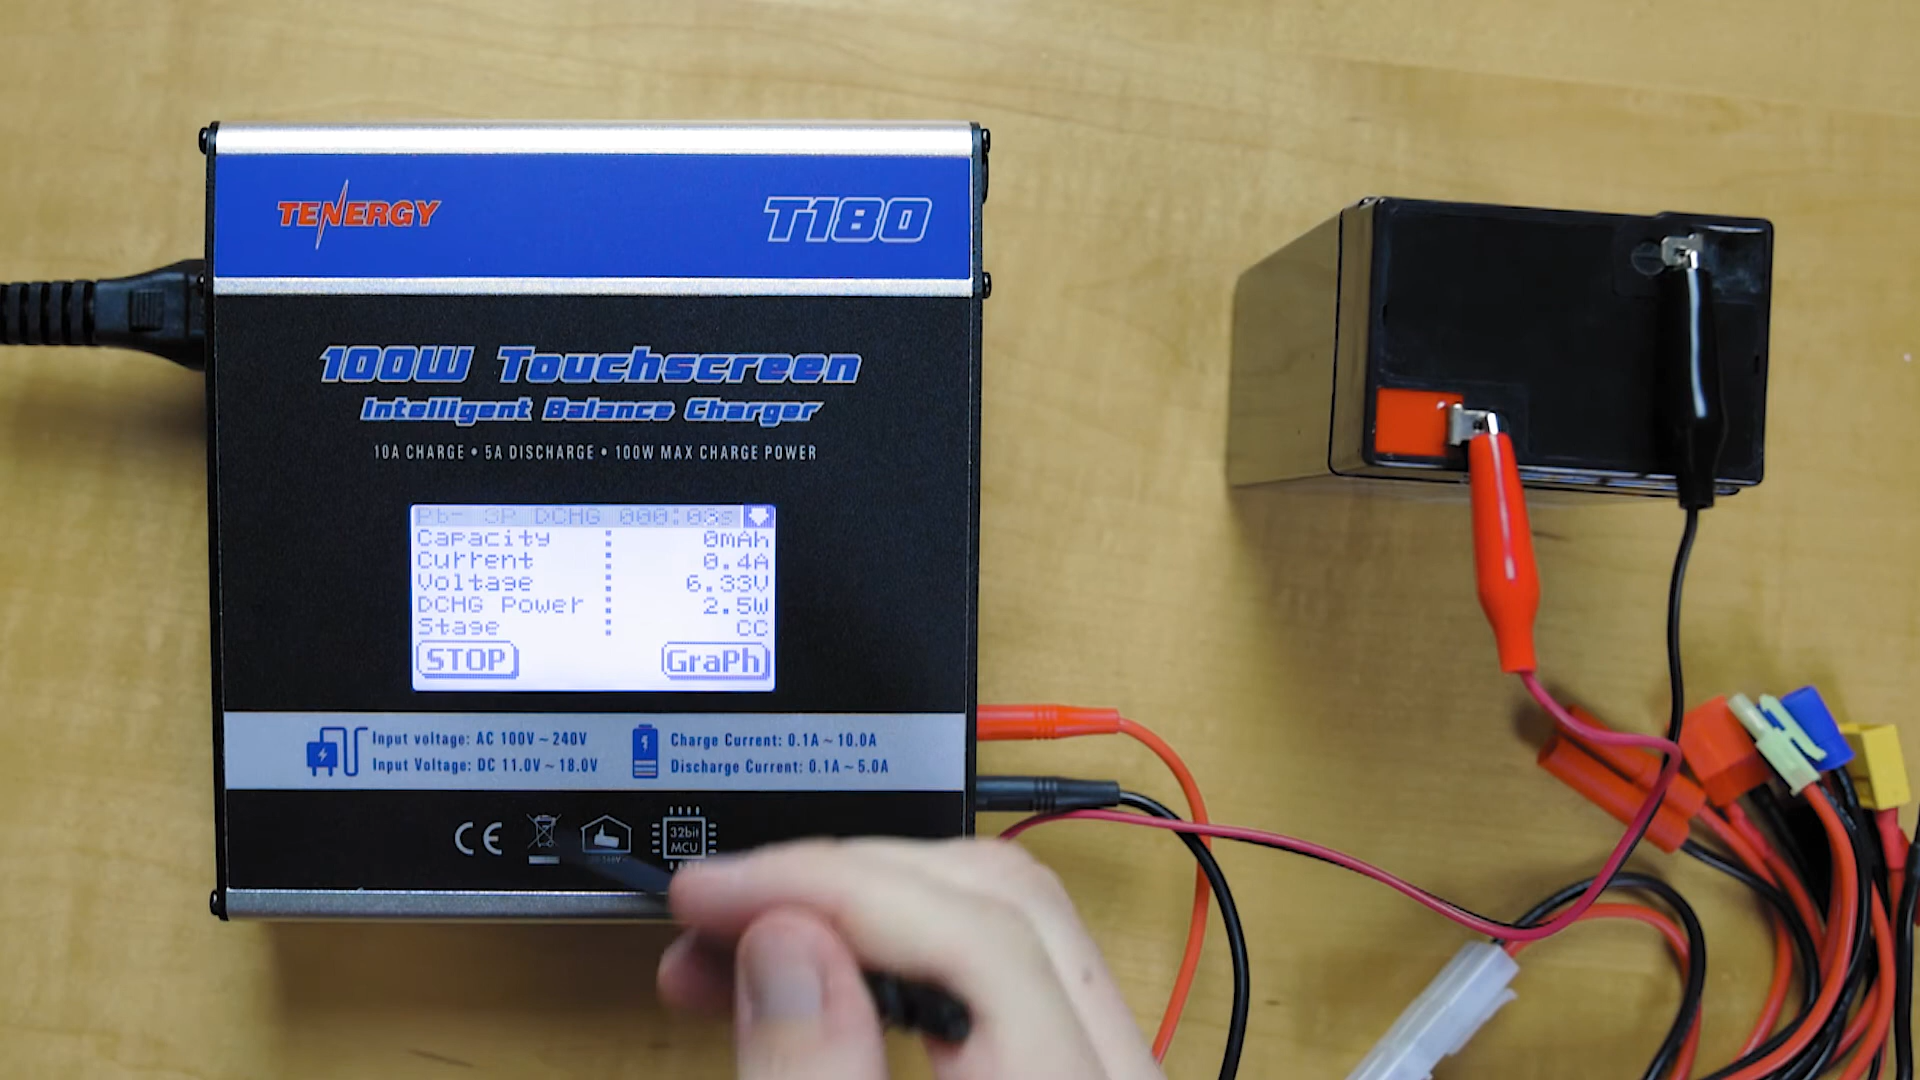 TENERGY
T180
100W Touchscreen
Intelligent Balance Charger
10A CHARGE • 5A DISCHARGE • 100W MAX CHARGE POWER
Pb- 3P DCHG 000:03s
Capacity : 0mAh
Current : 0.4A
Voltage : 6.33V
DCHG Power : 2.5W
Stage : CC
STOP
GraPh
Input voltage: AC 100V ~ 240V
Input Voltage: DC 11.0V ~ 18.0V
Charge Current: 0.1A ~ 10.0A
Discharge Current: 0.1A ~ 5.0A
CE
32bit
MCU